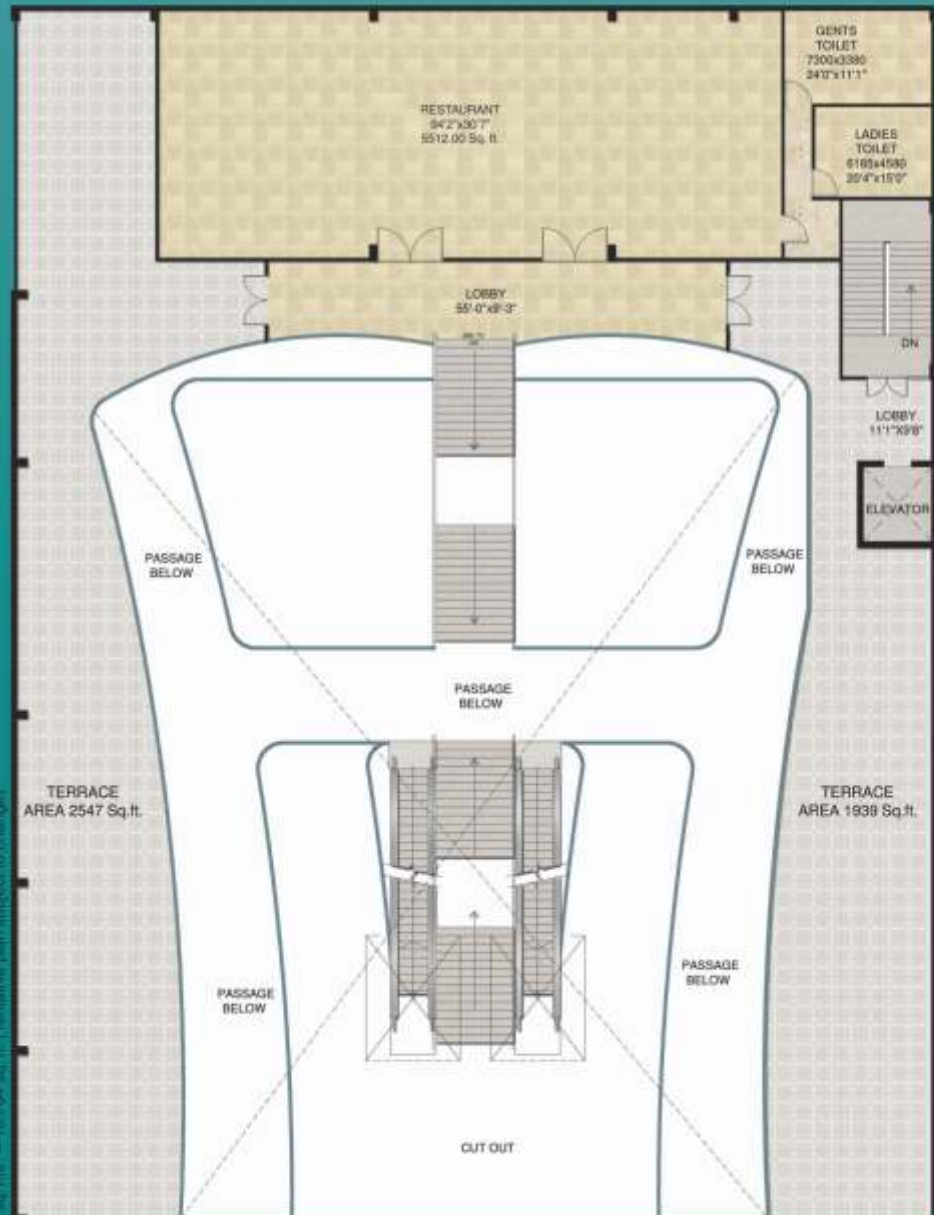 GENTS
TOILET
7300x3380
24'0"x11'1"
RESTAURANT
94'2"x30'7"
5512.00 Sq. ft.
LADIES
TOILET
6185x4580
20'4"x15'0"
LOBBY
55'-0"x9'-3"
DN
LOBBY
11'1"X9'8"
ELEVATOR
PASSAGE
BELOW
PASSAGE
BELOW
PASSAGE
BELOW
TERRACE
AREA 2547 Sq.ft.
TERRACE
AREA 1939 Sq.ft.
PASSAGE
BELOW
PASSAGE
BELOW
CUT OUT